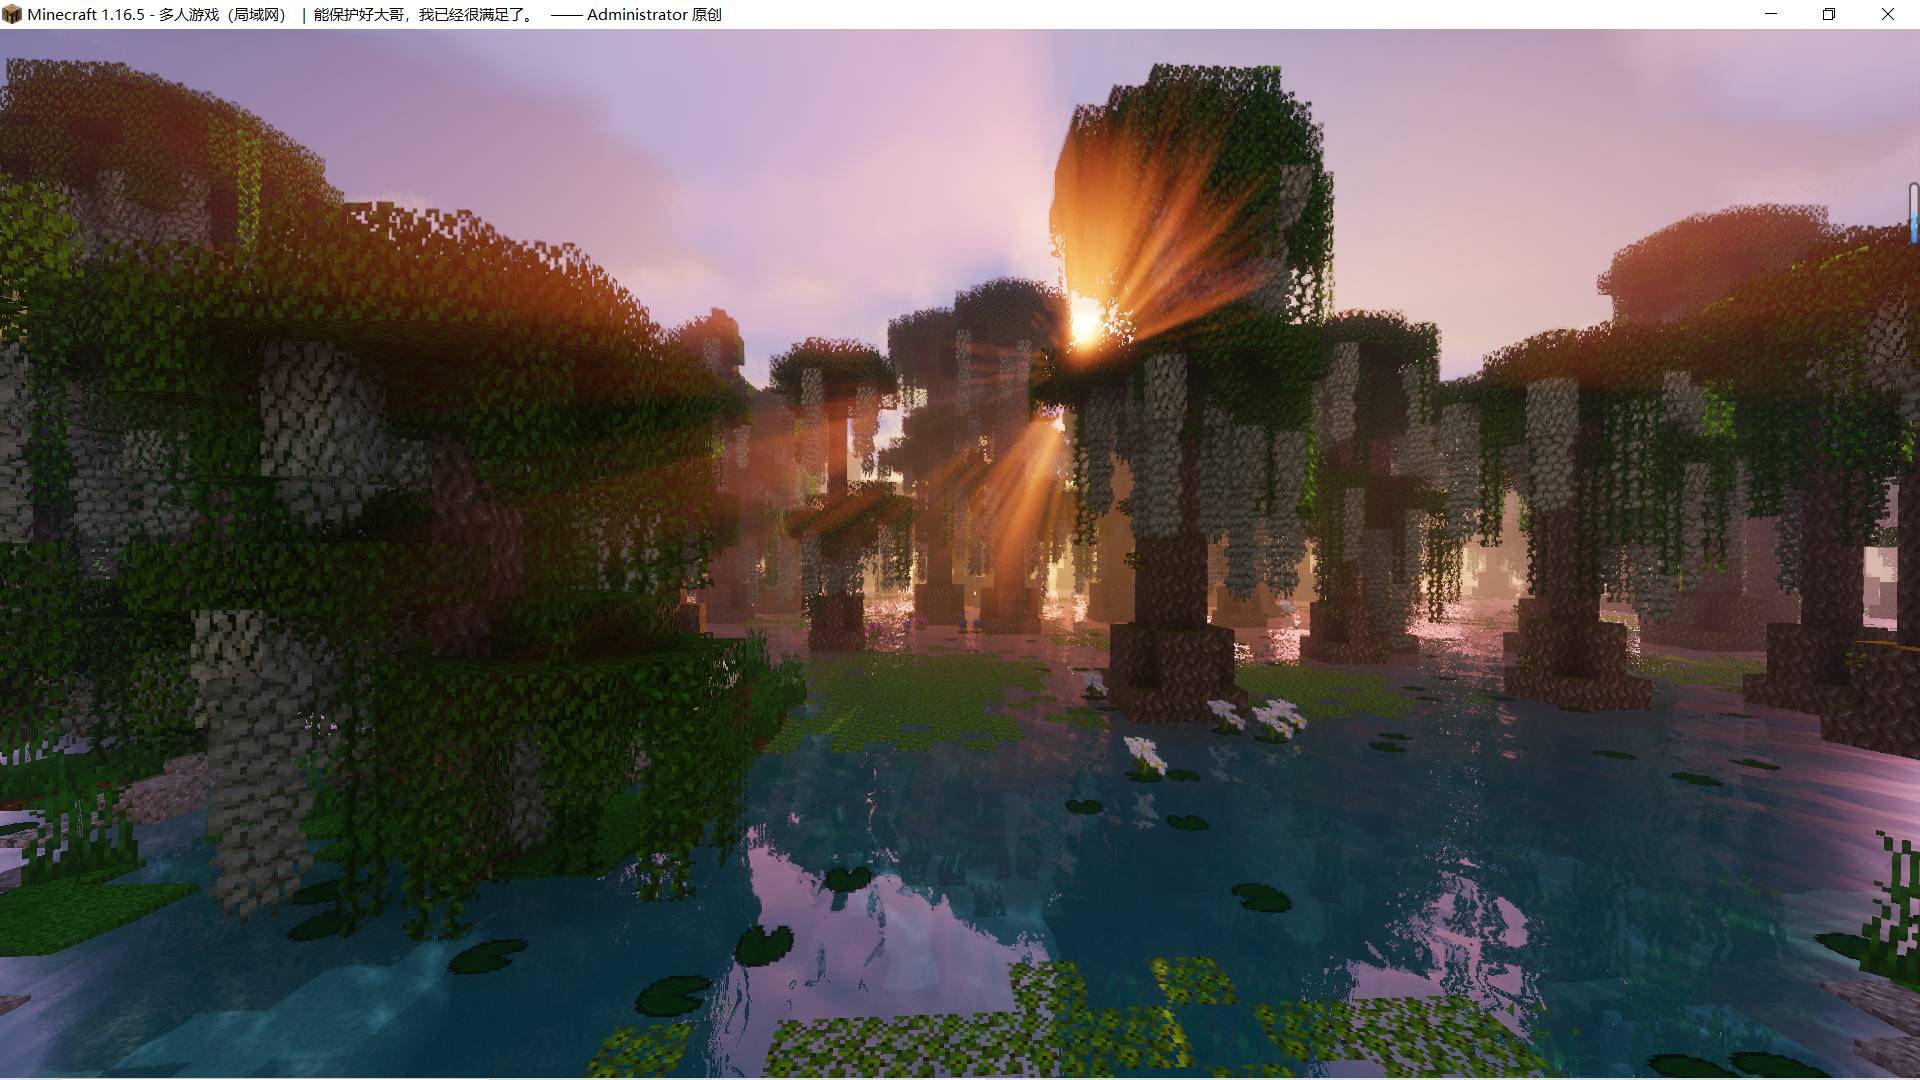 Minecraft 1.16.5 - 多人游戏（局域网） | 能保护好大哥，我已经很满足了。 —— Administrator 原创